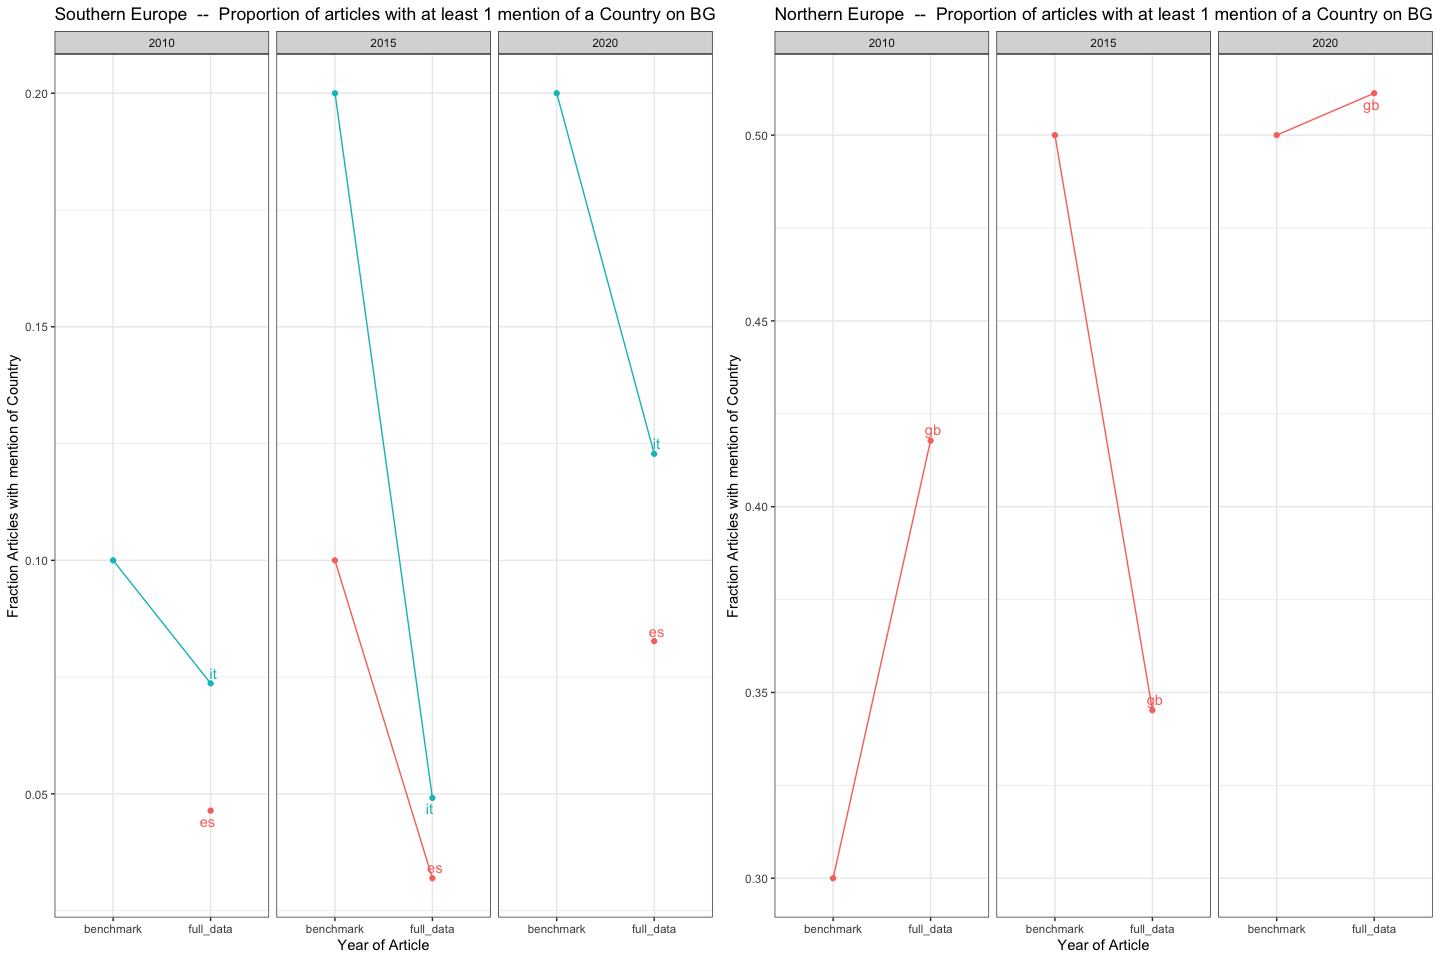 Southern Europe  --  Proportion of articles with at least 1 mention of a Country on BG
2010
2015
2020
0.20
0.15
0.10
0.05
Fraction Articles with mention of Country
it
es
it
es
it
es
benchmark
full_data
benchmark
full_data
benchmark
full_data
Year of Article
Northern Europe  --  Proportion of articles with at least 1 mention of a Country on BG
2010
2015
2020
0.50
0.45
0.40
0.35
0.30
Fraction Articles with mention of Country
gb
gb
gb
benchmark
full_data
benchmark
full_data
benchmark
full_data
Year of Article